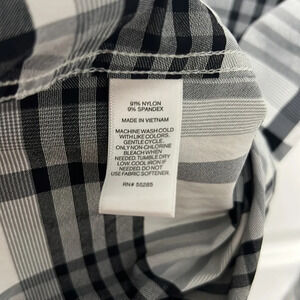 91% NYLON
9% SPANDEX
MADE IN VIETNAM
MACHINE WASH COLD
WITH LIKE COLORS.
GENTLE CYCLE.
ONLY NON-CHLORINE
BLEACH WHEN
NEEDED. TUMBLE DRY
LOW. COOL IRON IF
NEEDED. DO NOT
USE FABRIC SOFTENER.
RN# 55285